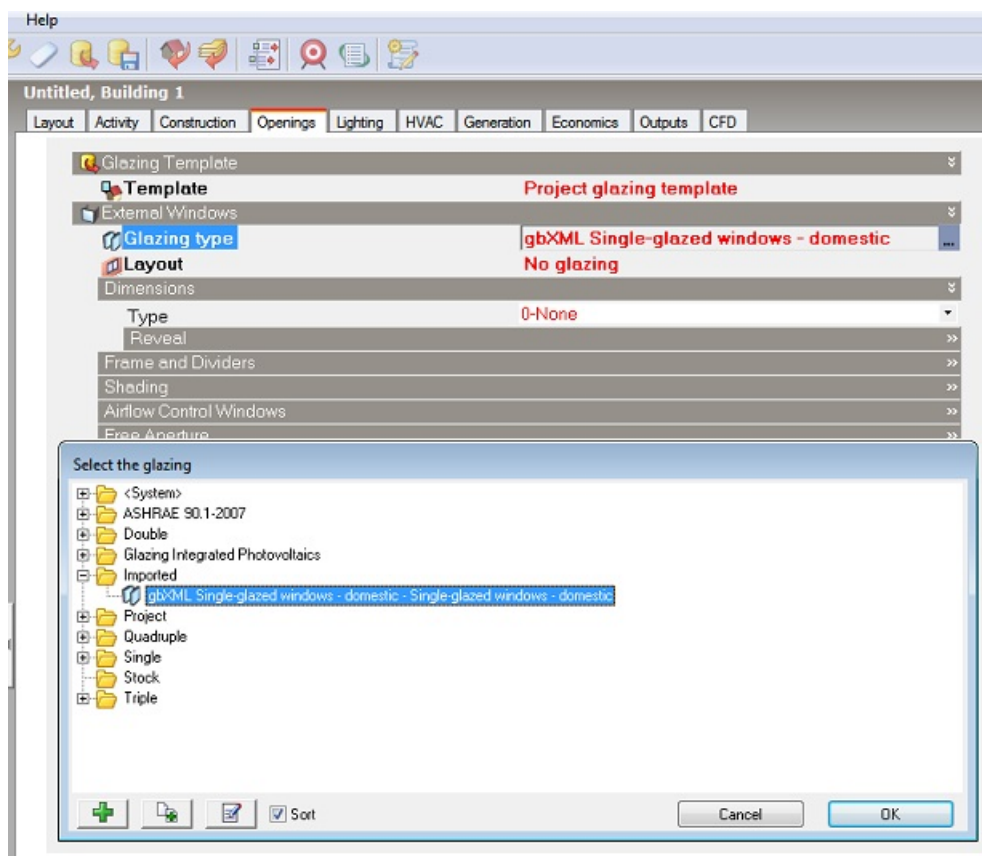 Help
Untitled, Building 1
Layout Activity Construction Openings Lighting HVAC Generation Economics Outputs CFD
Glazing Template
Template Project glazing template
External Windows
Glazing type gbXML Single-glazed windows - domestic ...
Layout No glazing
Dimensions
Type 0-None
Reveal
Frame and Dividers
Shading
Airflow Control Windows
Free Aperture
Select the glazing
<System>
ASHRAE 90.1-2007
Double
Glazing Integrated Photovoltaics
Imported
gbXML Single-glazed windows - domestic - Single-glazed windows - domestic
Project
Quadruple
Single
Stock
Triple
Sort Cancel OK